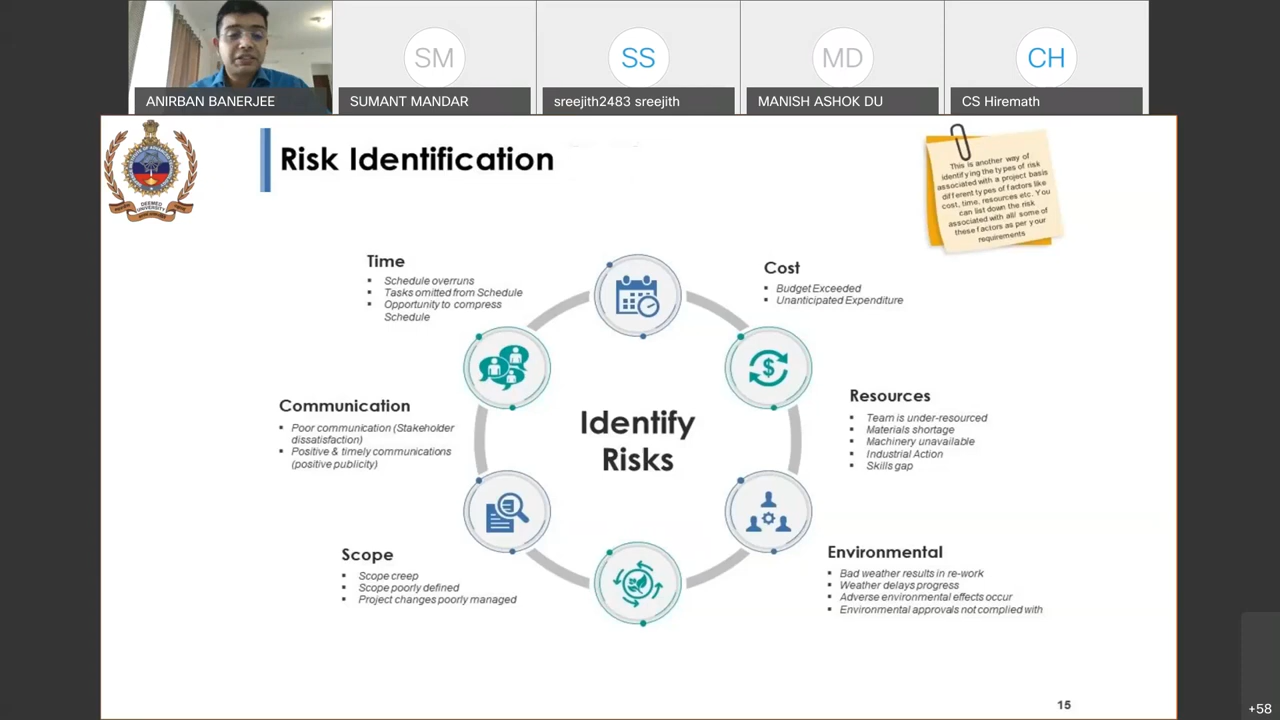 SM
SS
MD
CH
ANIRBAN BANERJEE
SUMANT MANDAR
sreejith2483 sreejith
MANISH ASHOK DU
CS Hiremath
DEEMED
UNIVERSITY
Risk Identification
This is another way of
identifying the types of risk
associated with a project basis
different types of factors like
cost, time, resources etc. You
can list down the risk
associated with all/ some of
these factors as per your
requirements
Time
▪ Schedule overruns
▪ Tasks omitted from Schedule
▪ Opportunity to compress
Schedule
Cost
▪ Budget Exceeded
▪ Unanticipated Expenditure
$
Communication
▪ Poor communication (Stakeholder
dissatisfaction)
▪ Positive & timely communications
(positive publicity)
Identify
Risks
Resources
▪ Team is under-resourced
▪ Materials shortage
▪ Machinery unavailable
▪ Industrial Action
▪ Skills gap
Scope
▪ Scope creep
▪ Scope poorly defined
▪ Project changes poorly managed
Environmental
▪ Bad weather results in re-work
▪ Weather delays progress
▪ Adverse environmental effects occur
▪ Environmental approvals not complied with
15
+58